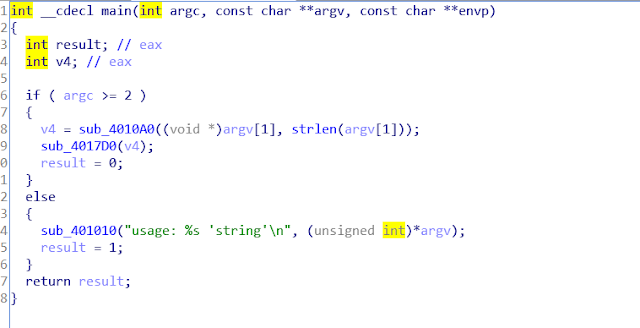 1 int __cdecl main(int argc, const char **argv, const char **envp)
2 {
3   int result; // eax
4   int v4; // eax
5
6   if ( argc >= 2 )
7   {
8     v4 = sub_4010A0((void *)argv[1], strlen(argv[1]));
9     sub_4017D0(v4);
0     result = 0;
1   }
2   else
3   {
4     sub_401010("usage: %s 'string'\n", (unsigned int)*argv);
5     result = 1;
6   }
7   return result;
8 }